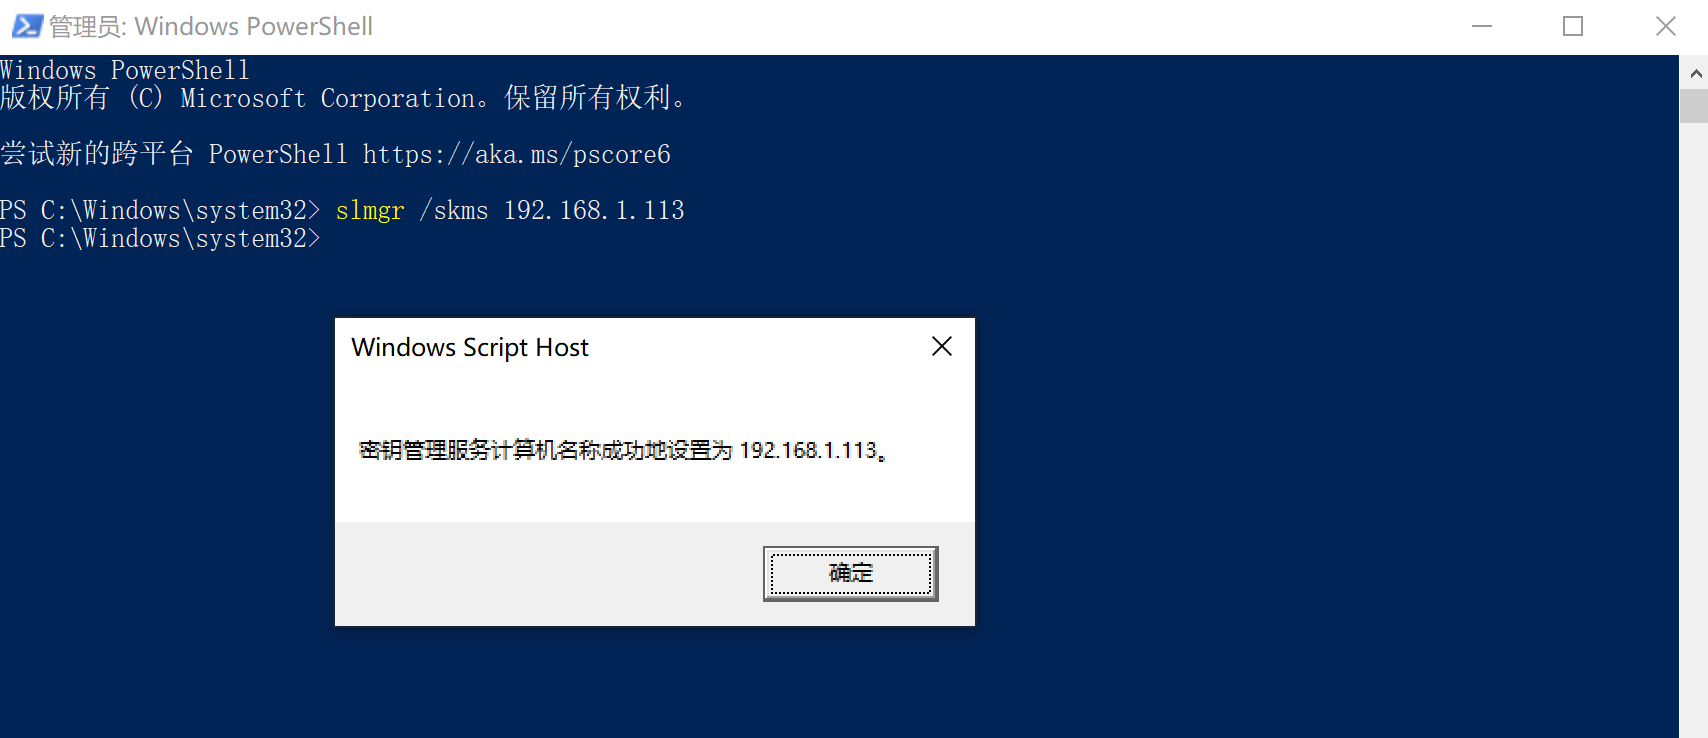 管理员: Windows PowerShell
Windows PowerShell
版权所有 (C) Microsoft Corporation。保留所有权利。
尝试新的跨平台 PowerShell https://aka.ms/pscore6
PS C:\Windows\system32> slmgr /skms 192.168.1.113
PS C:\Windows\system32>
Windows Script Host
密钥管理服务计算机名称成功地设置为 192.168.1.113。
确定